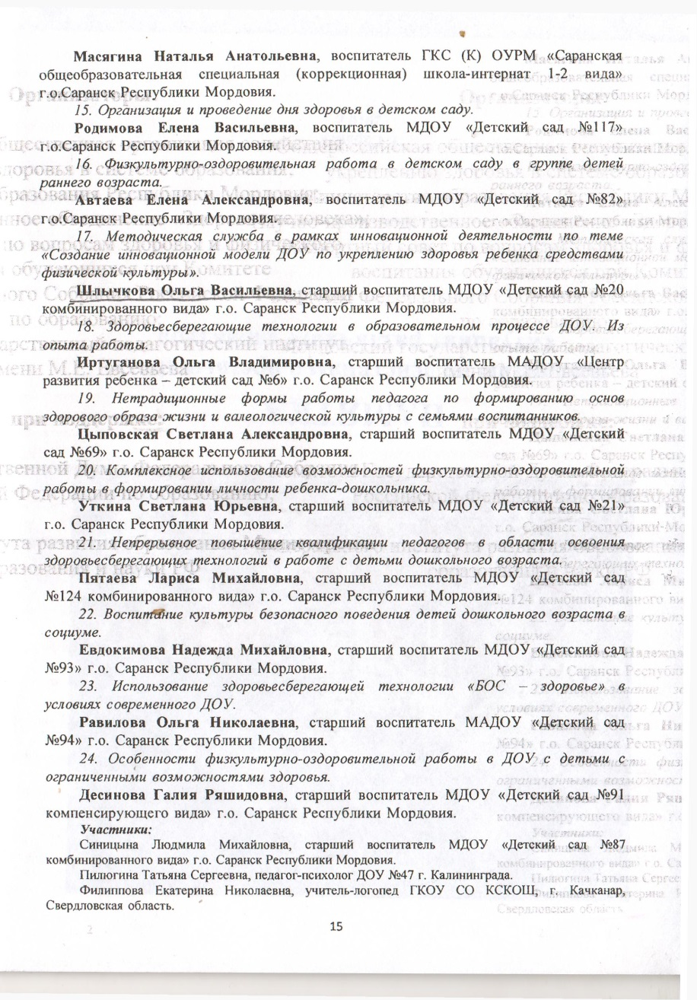 Масягина Наталья Анатольевна, воспитатель ГКС (К) ОУРМ «Саранская
общеобразовательная специальная (коррекционная) школа-интернат 1-2 вида»
г.о.Саранск Республики Мордовия.
15. Организация и проведение дня здоровья в детском саду.
Родимова Елена Васильевна, воспитатель МДОУ «Детский сад №117»
г.о.Саранск Республики Мордовия.
16. Физкультурно-оздоровительная работа в детском саду в группе детей
раннего возраста.
Автаева Елена Александровна, воспитатель МДОУ «Детский сад №82»
г.о.Саранск Республики Мордовия.
17. Методическая служба в рамках инновационной деятельности по теме
«Создание инновационной модели ДОУ по укреплению здоровья ребенка средствами
физической культуры».
Шлычкова Ольга Васильевна, старший воспитатель МДОУ «Детский сад №20
комбинированного вида» г.о. Саранск Республики Мордовия.
18. Здоровьесберегающие технологии в образовательном процессе ДОУ. Из
опыта работы.
Иртуганова Ольга Владимировна, старший воспитатель МАДОУ «Центр
развития ребенка – детский сад №6» г.о. Саранск Республики Мордовия.
19. Нетрадиционные формы работы педагога по формированию основ
здорового образа жизни и валеологической культуры с семьями воспитанников.
Цыповская Светлана Александровна, старший воспитатель МДОУ «Детский
сад №69» г.о. Саранск Республики Мордовия.
20. Комплексное использование возможностей физкультурно-оздоровительной
работы в формировании личности ребенка-дошкольника.
Уткина Светлана Юрьевна, старший воспитатель МДОУ «Детский сад №21»
г.о. Саранск Республики Мордовия.
21. Непрерывное повышение квалификации педагогов в области освоения
здоровьесберегающих технологий в работе с детьми дошкольного возраста.
Пятаева Лариса Михайловна, старший воспитатель МДОУ «Детский сад
№124 комбинированного вида» г.о. Саранск Республики Мордовия.
22. Воспитание культуры безопасного поведения детей дошкольного возраста в
социуме.
Евдокимова Надежда Михайловна, старший воспитатель МДОУ «Детский сад
№93» г.о. Саранск Республики Мордовия.
23. Использование здоровьесберегающей технологии «БОС – здоровье» в
условиях современного ДОУ.
Равилова Ольга Николаевна, старший воспитатель МАДОУ «Детский сад
№94» г.о. Саранск Республики Мордовия.
24. Особенности физкультурно-оздоровительной работы в ДОУ с детьми с
ограниченными возможностями здоровья.
Десинова Галия Ряшидовна, старший воспитатель МДОУ «Детский сад №91
компенсирующего вида» г.о. Саранск Республики Мордовия.
Участники:
Синицына Людмила Михайловна, старший воспитатель МДОУ «Детский сад №87
комбинированного вида» г.о. Саранск Республики Мордовия.
Пилюгина Татьяна Сергеевна, педагог-психолог ДОУ №47 г. Калининграда.
Филиппова Екатерина Николаевна, учитель-логопед ГКОУ СО КСКОШ, г. Качканар,
Свердловская область.
15
2